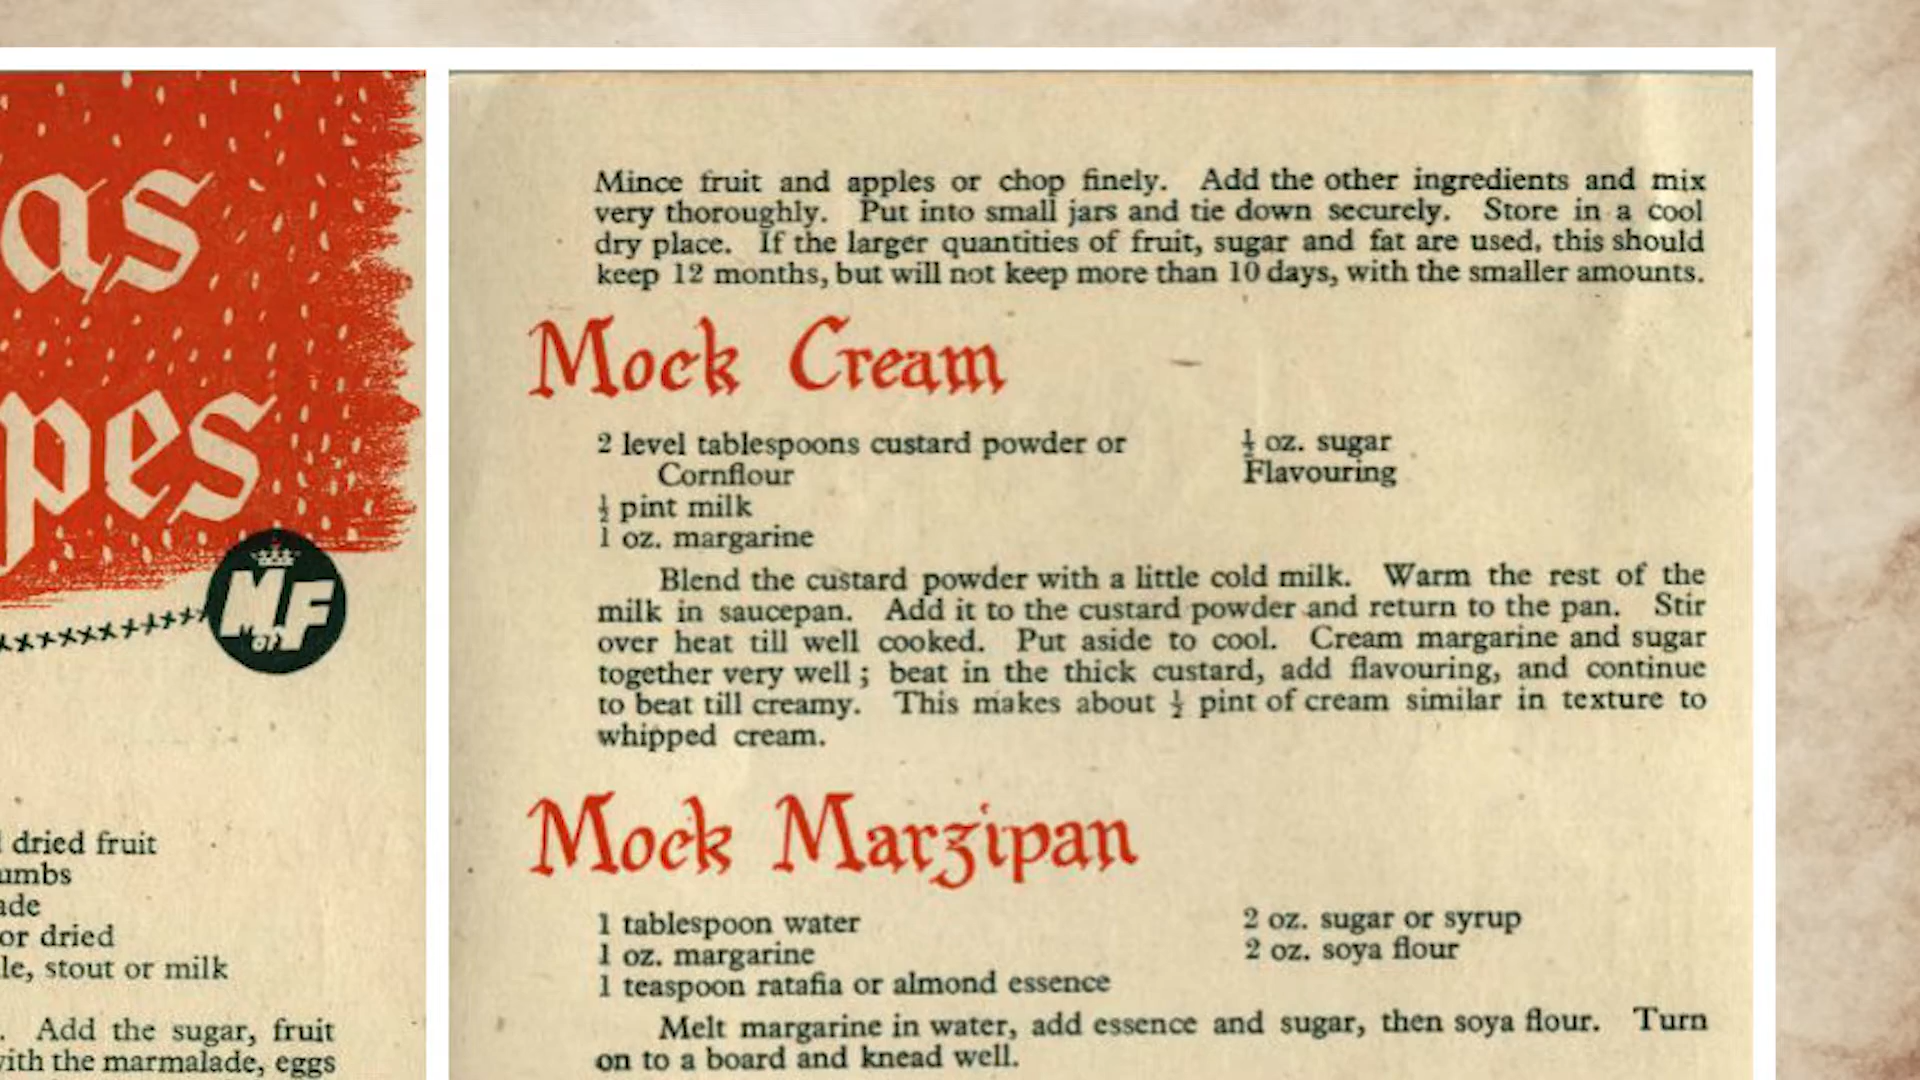 as
pes
M of F
dried fruit
or dried
stout or milk
Add the sugar, fruit
with the marmalade, eggs
Mince fruit and apples or chop finely. Add the other ingredients and mix
very thoroughly. Put into small jars and tie down securely. Store in a cool
dry place. If the larger quantities of fruit, sugar and fat are used, this should
keep 12 months, but will not keep more than 10 days, with the smaller amounts.
Mock Cream
2 level tablespoons custard powder or
Cornflour
½ pint milk
1 oz. margarine
½ oz. sugar
Flavouring
Blend the custard powder with a little cold milk. Warm the rest of the
milk in saucepan. Add it to the custard powder and return to the pan. Stir
over heat till well cooked. Put aside to cool. Cream margarine and sugar
together very well ; beat in the thick custard, add flavouring, and continue
to beat till creamy. This makes about ½ pint of cream similar in texture to
whipped cream.
Mock Marzipan
1 tablespoon water
1 oz. margarine
1 teaspoon ratafia or almond essence
2 oz. sugar or syrup
2 oz. soya flour
Melt margarine in water, add essence and sugar, then soya flour. Turn
on to a board and knead well.